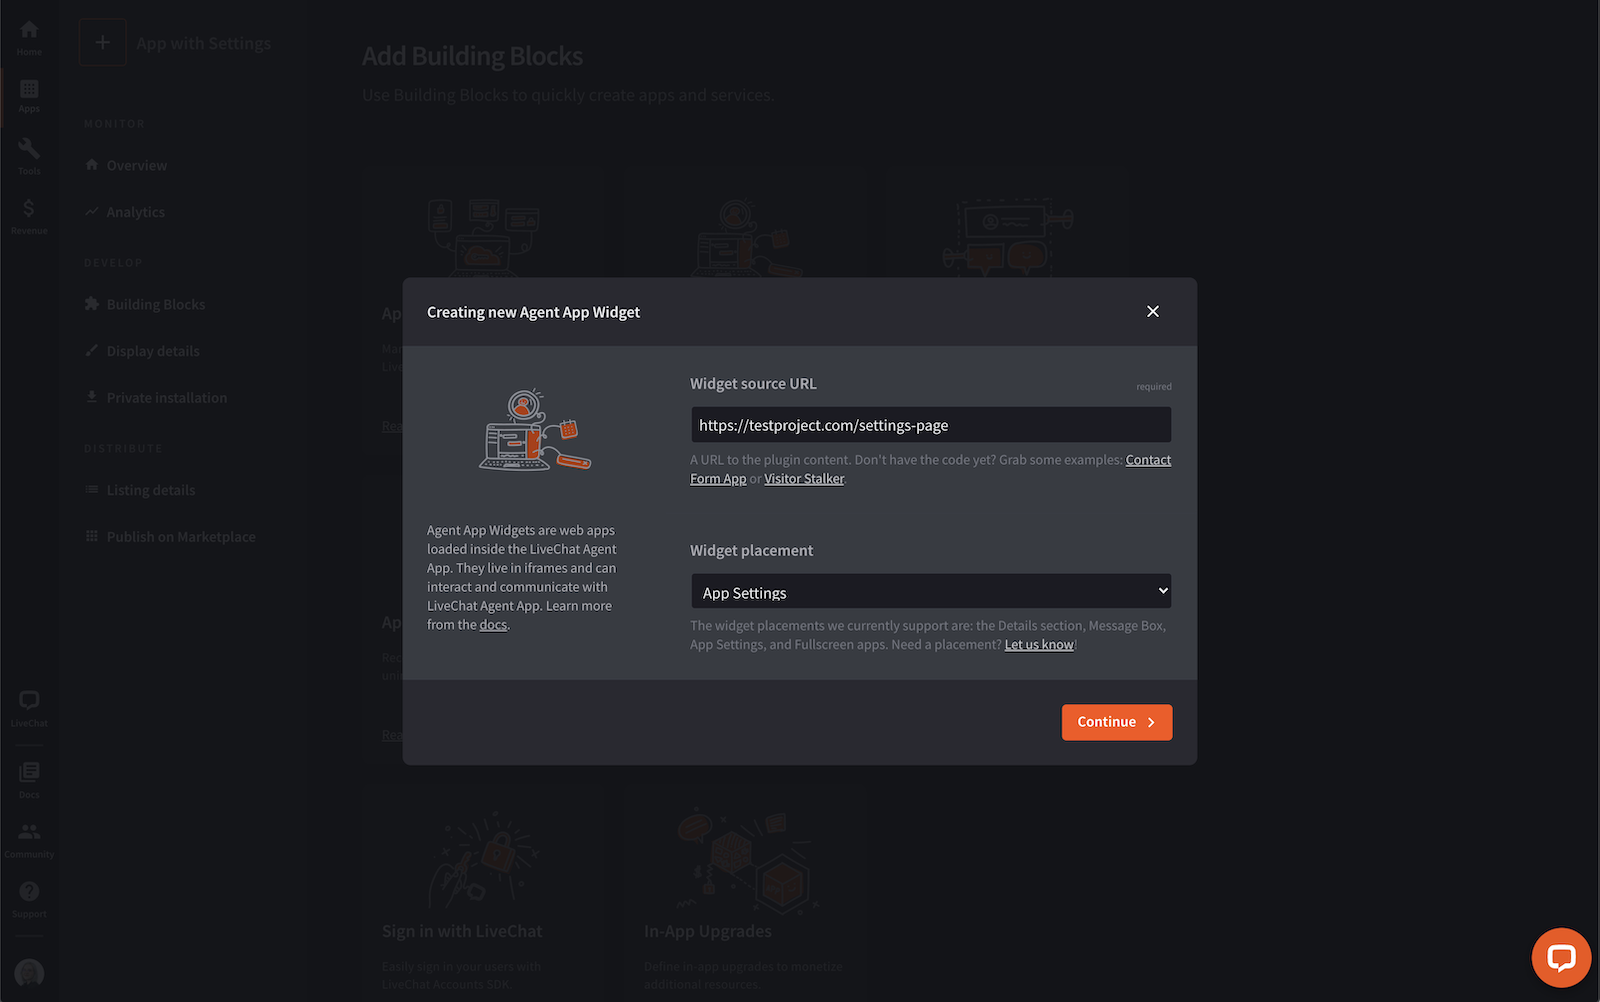 Home
Apps
Tools
Revenue
LiveChat
Docs
Community
Support
App with Settings
MONITOR
Overview
Analytics
DEVELOP
Building Blocks
Display details
Private installation
DISTRIBUTE
Listing details
Publish on Marketplace
Add Building Blocks
Use Building Blocks to quickly create apps and services.
Creating new Agent App Widget
Agent App Widgets are web apps
loaded inside the LiveChat Agent
App. They live in iframes and can
interact and communicate with
LiveChat Agent App. Learn more
from the docs.
Widget source URL
required
https://testproject.com/settings-page
A URL to the plugin content. Don't have the code yet? Grab some examples: Contact
Form App or Visitor Stalker
Widget placement
App Settings
The widget placements we currently support are: the Details section, Message Box,
App Settings, and Fullscreen apps. Need a placement? Let us know!
Continue
Sign in with LiveChat
Easily sign in your users with
LiveChat Accounts SDK.
In-App Upgrades
Define in-app upgrades to monetize
additional resources.